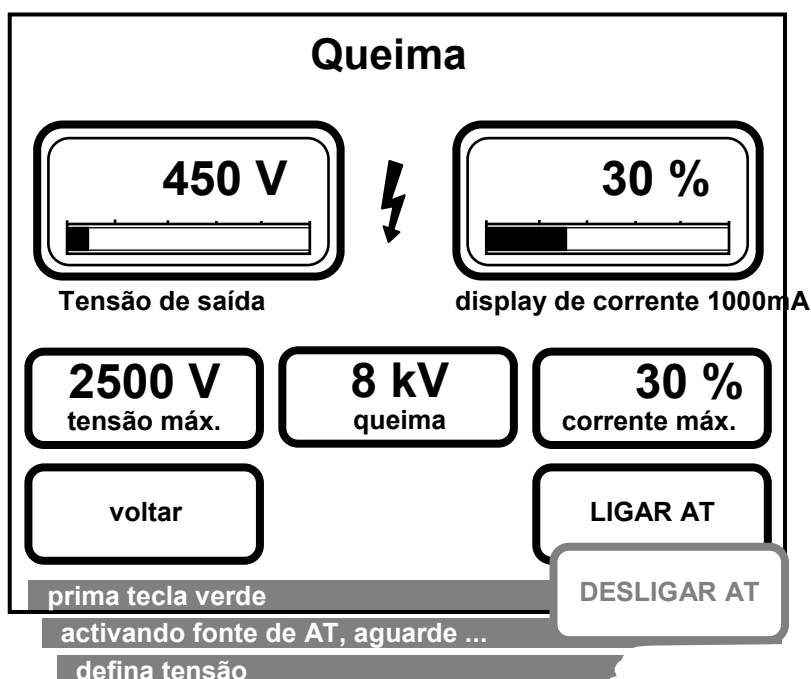 Queima
450 V
30 %
Tensão de saída
display de corrente 1000mA
2500 V
tensão máx.
8 kV
queima
30 %
corrente máx.
voltar
LIGAR AT
DESLIGAR AT
prima tecla verde
activando fonte de AT, aguarde ...
defina tensão